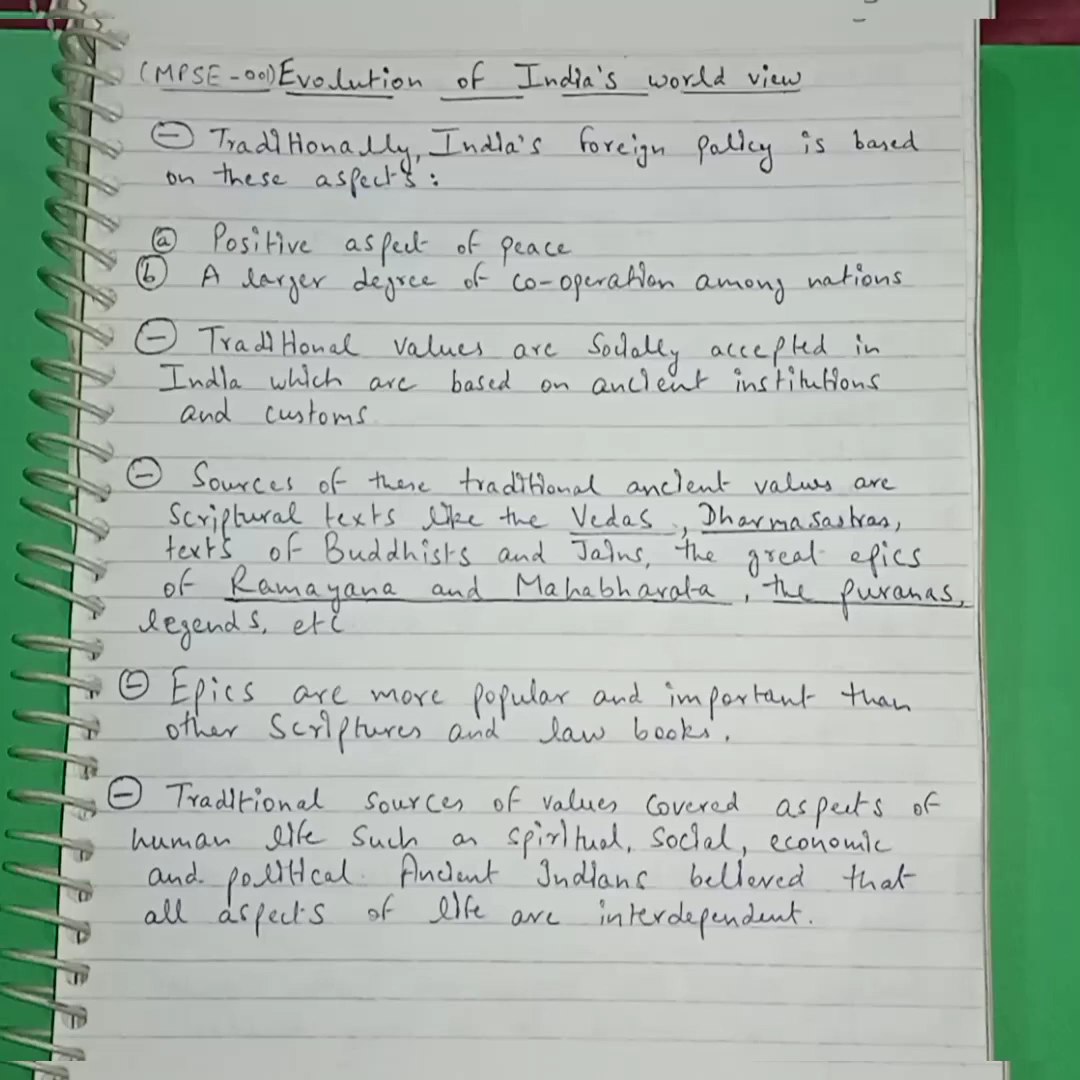 (MPSE-001) Evolution of India's world view
⊖ Traditionally, India's foreign policy is based
on these aspects :
ⓐ Positive aspect of peace
ⓑ A larger degree of co-operation among nations
⊖ Traditional values are socially accepted in
India which are based on ancient institutions
and customs
⊖ Sources of these traditional ancient values are
scriptural texts like the Vedas, Dharmasastras,
texts of Buddhists and Jains, the great epics
of Ramayana and Mahabharata, the puranas,
legends, etc
⊖ Epics are more popular and important than
other scriptures and law books.
⊖ Traditional sources of values covered aspects of
human life such as spiritual, social, economic
and political. Ancient Indians believed that
all aspects of life are interdependent.